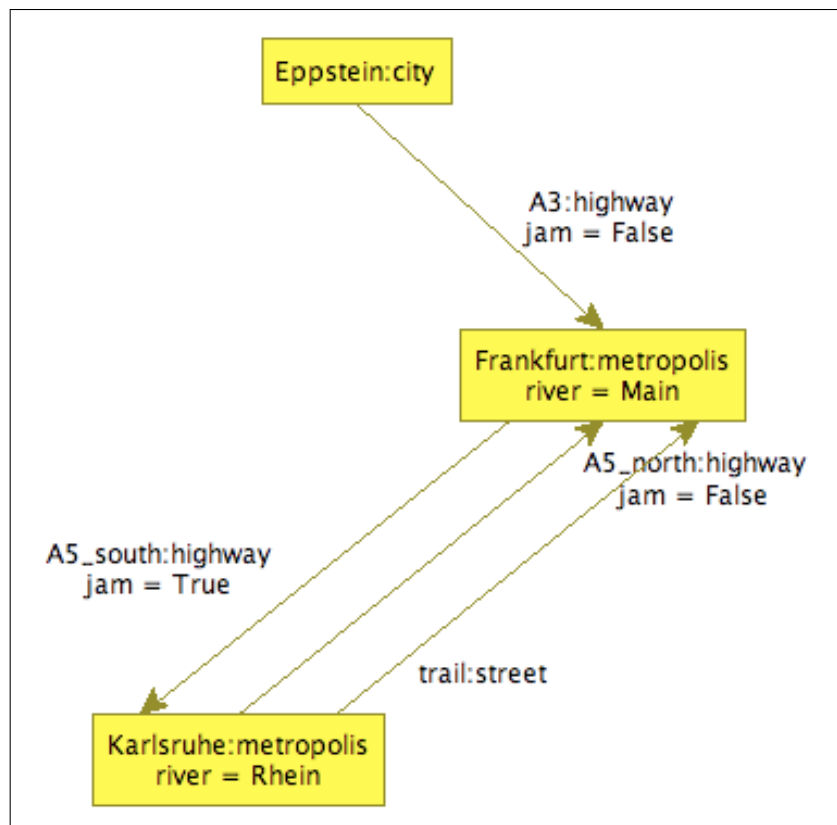 Eppstein:city
A3:highway
jam = False
Frankfurt:metropolis
river = Main
A5_north:highway
jam = False
A5_south:highway
jam = True
trail:street
Karlsruhe:metropolis
river = Rhein